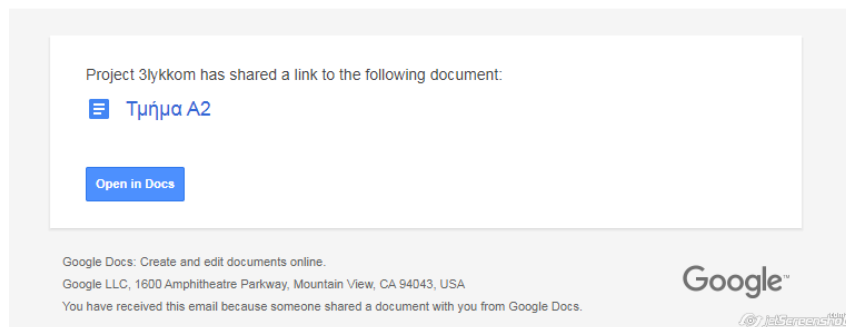 Project 3lykkom has shared a link to the following document:
Τμήμα Α2
Open in Docs
Google Docs: Create and edit documents online.
Google LLC, 1600 Amphitheatre Parkway, Mountain View, CA 94043, USA
You have received this email because someone shared a document with you from Google Docs.
Google™